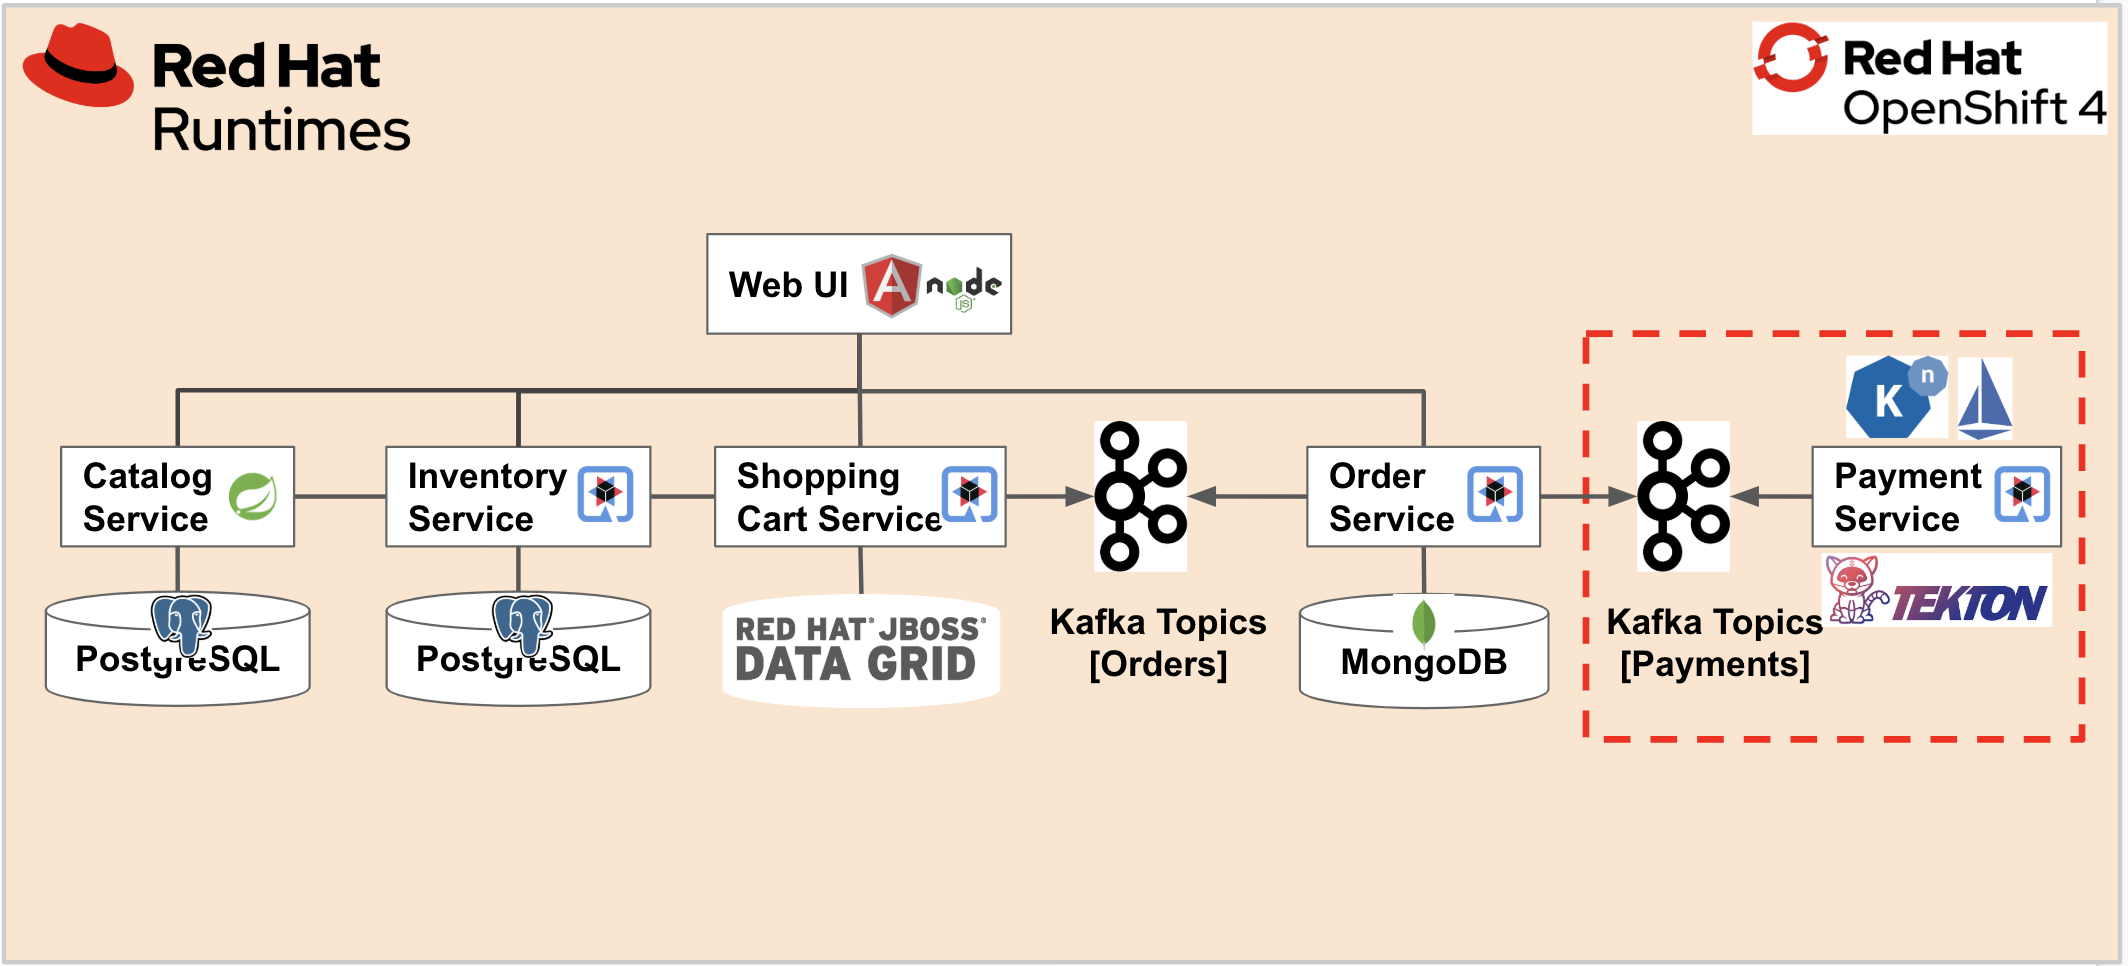 Red Hat
Runtimes
Red Hat
OpenShift 4
Web UI
node
JS
n
K
Catalog
Service
Inventory
Service
Shopping
Cart Service
Order
Service
Payment
Service
TEKTON
PostgreSQL
PostgreSQL
RED HAT® JBOSS®
DATA GRID
Kafka Topics
[Orders]
MongoDB
Kafka Topics
[Payments]